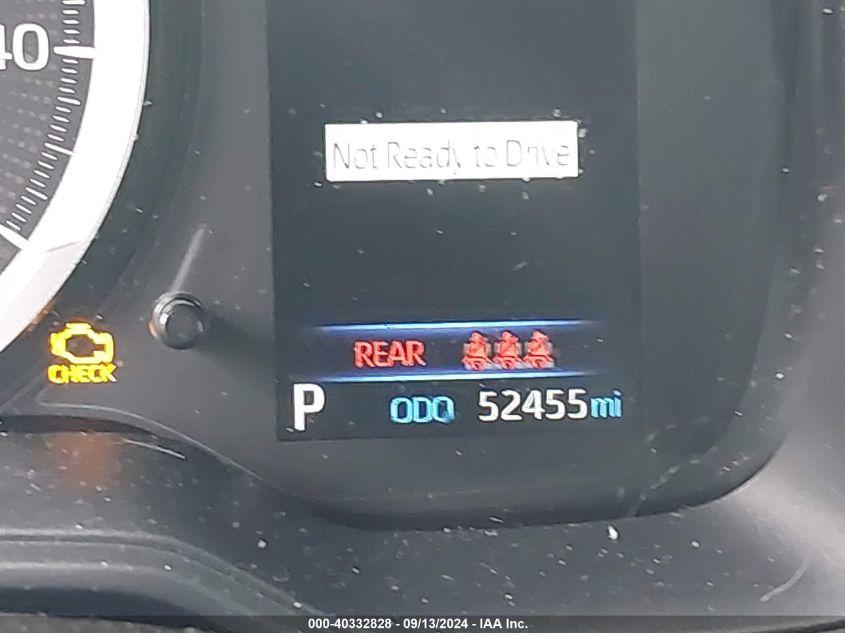 40
Not Ready to Drive
REAR
CHECK
P ODO 52455 mi
000-40332828 - 09/13/2024 - IAA Inc.